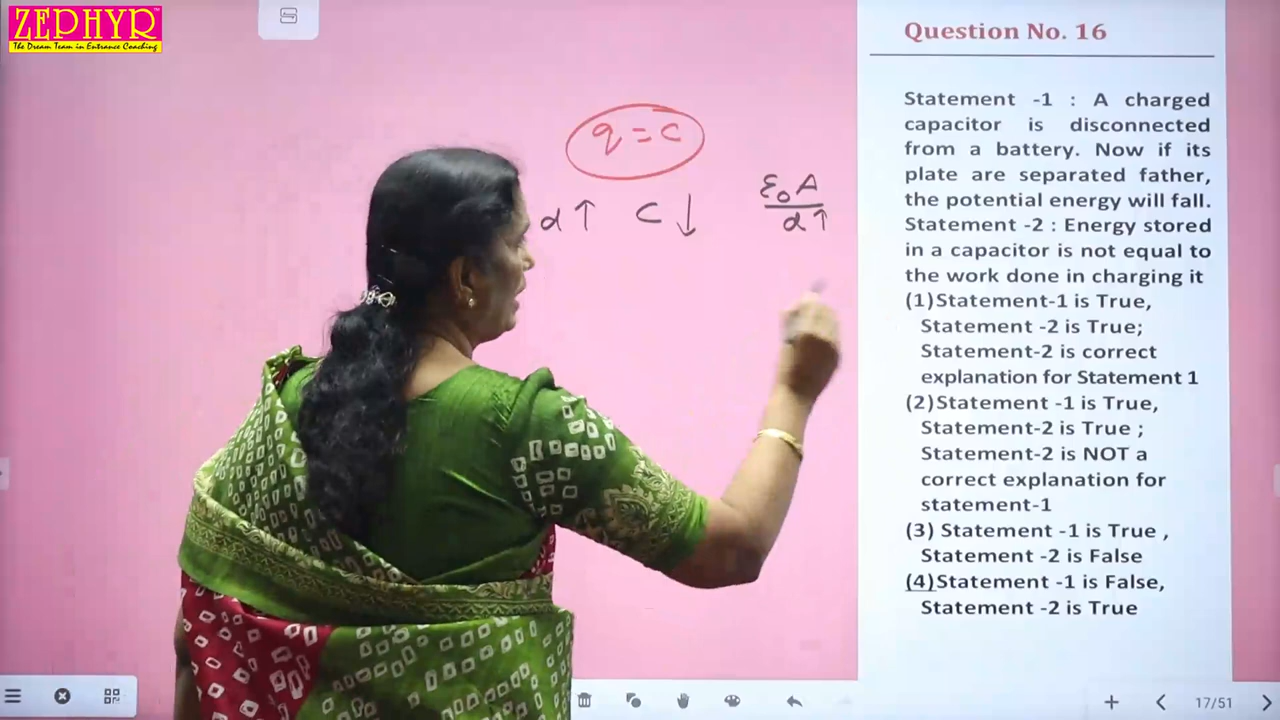 ZEPHYR™
The Dream Team in Entrance Coaching
q = c
d ↑ C ↓
ε₀A
d↑
Question No. 16
Statement -1 : A charged
capacitor is disconnected
from a battery. Now if its
plate are separated father,
the potential energy will fall.
Statement -2 : Energy stored
in a capacitor is not equal to
the work done in charging it
(1)Statement-1 is True,
Statement -2 is True;
Statement-2 is correct
explanation for Statement 1
(2)Statement -1 is True,
Statement-2 is True ;
Statement-2 is NOT a
correct explanation for
statement-1
(3) Statement -1 is True ,
Statement -2 is False
(4)Statement -1 is False,
Statement -2 is True
17/51